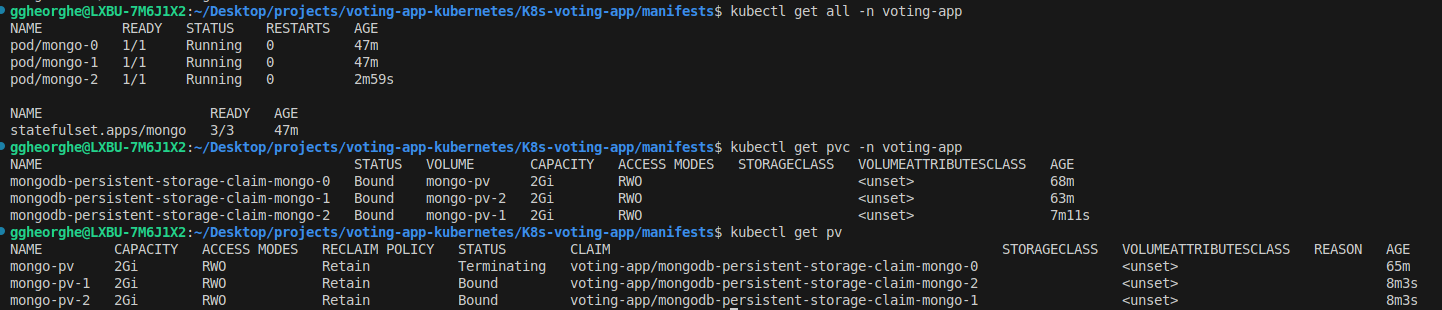 ggheorghe@LXBU-7M6J1X2:~/Desktop/projects/voting-app-kubernetes/K8s-voting-app/manifests$ kubectl get all -n voting-app
NAME READY STATUS RESTARTS AGE
pod/mongo-0 1/1 Running 0 47m
pod/mongo-1 1/1 Running 0 47m
pod/mongo-2 1/1 Running 0 2m59s
NAME READY AGE
statefulset.apps/mongo 3/3 47m
ggheorghe@LXBU-7M6J1X2:~/Desktop/projects/voting-app-kubernetes/K8s-voting-app/manifests$ kubectl get pvc -n voting-app
NAME STATUS VOLUME CAPACITY ACCESS MODES STORAGECLASS VOLUMEATTRIBUTESCLASS AGE
mongodb-persistent-storage-claim-mongo-0 Bound mongo-pv 2Gi RWO <unset> 68m
mongodb-persistent-storage-claim-mongo-1 Bound mongo-pv-2 2Gi RWO <unset> 63m
mongodb-persistent-storage-claim-mongo-2 Bound mongo-pv-1 2Gi RWO <unset> 7m11s
ggheorghe@LXBU-7M6J1X2:~/Desktop/projects/voting-app-kubernetes/K8s-voting-app/manifests$ kubectl get pv
NAME CAPACITY ACCESS MODES RECLAIM POLICY STATUS CLAIM STORAGECLASS VOLUMEATTRIBUTESCLASS REASON AGE
mongo-pv 2Gi RWO Retain Terminating voting-app/mongodb-persistent-storage-claim-mongo-0 <unset> 65m
mongo-pv-1 2Gi RWO Retain Bound voting-app/mongodb-persistent-storage-claim-mongo-2 <unset> 8m3s
mongo-pv-2 2Gi RWO Retain Bound voting-app/mongodb-persistent-storage-claim-mongo-1 <unset> 8m3s